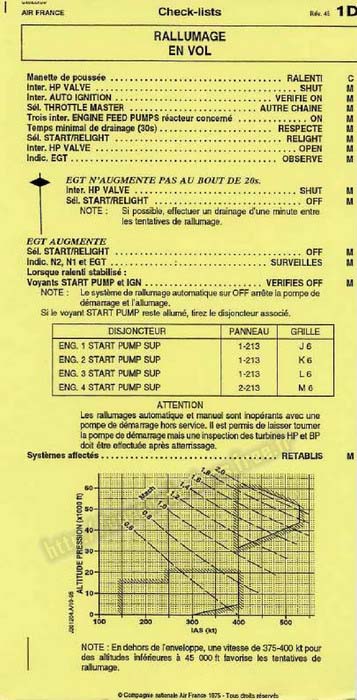 AIR FRANCE Check-lists Rév. 45 1D
RALLUMAGE
EN VOL
Manette de poussée ........ RALENTI C
Inter. HP VALVE ........ SHUT M
Inter. AUTO IGNITION ........ VERIFIE ON M
Sél. THROTTLE MASTER ........ AUTRE CHAINE M
Trois inter. ENGINE FEED PUMPS réacteur concerné ........ ON M
Temps minimal de drainage (30s) ........ RESPECTE M
Sél. START/RELIGHT ........ RELIGHT M
Inter. HP VALVE ........ OPEN M
Indic. EGT ........ OBSERVE M
EGT N'AUGMENTE PAS AU BOUT DE 20s.
Inter. HP VALVE ........ SHUT M
Sél. START/RELIGHT ........ OFF M
NOTE : Si possible, effectuer un drainage d'une minute entre
les tentatives de rallumage.
EGT AUGMENTE
Sél. START/RELIGHT ........ OFF M
Indic. N2, N1 et EGT ........ SURVEILLES M
Lorsque ralenti stabilisé :
Voyants START PUMP et IGN ........ VERIFIES OFF M
NOTE : Le système de rallumage automatique sur OFF arrête la pompe de
démarrage et l'allumage.
Si le voyant START PUMP reste allumé, tirez le disjoncteur associé.
DISJONCTEUR PANNEAU GRILLE
ENG. 1 START PUMP SUP 1-213 J 6
ENG. 2 START PUMP SUP 1-213 K 6
ENG. 3 START PUMP SUP 1-213 L 6
ENG. 4 START PUMP SUP 2-213 M 6
ATTENTION
Les rallumages automatique et manuel sont inopérants avec une
pompe de démarrage hors service. Il est permis de laisser tourner
la pompe de démarrage mais une inspection des turbines HP et BP
doit être effectuée après atterrissage.
Systèmes affectés ........ RETABLIS M
ALTITUDE PRESSION (x1000 ft)
60
50
40
30
20
10
0
Mach
0.6 0.8 1.0 1.2 1.4 1.6 1.8 2.0
100 200 300 400 500
IAS (kt)
NOTE : En dehors de l'enveloppe, une vitesse de 375-400 kt pour
des altitudes inférieures à 45 000 ft favorise les tentatives de
rallumage.
© Compagnie nationale Air France 1975 - Tous droits réservés